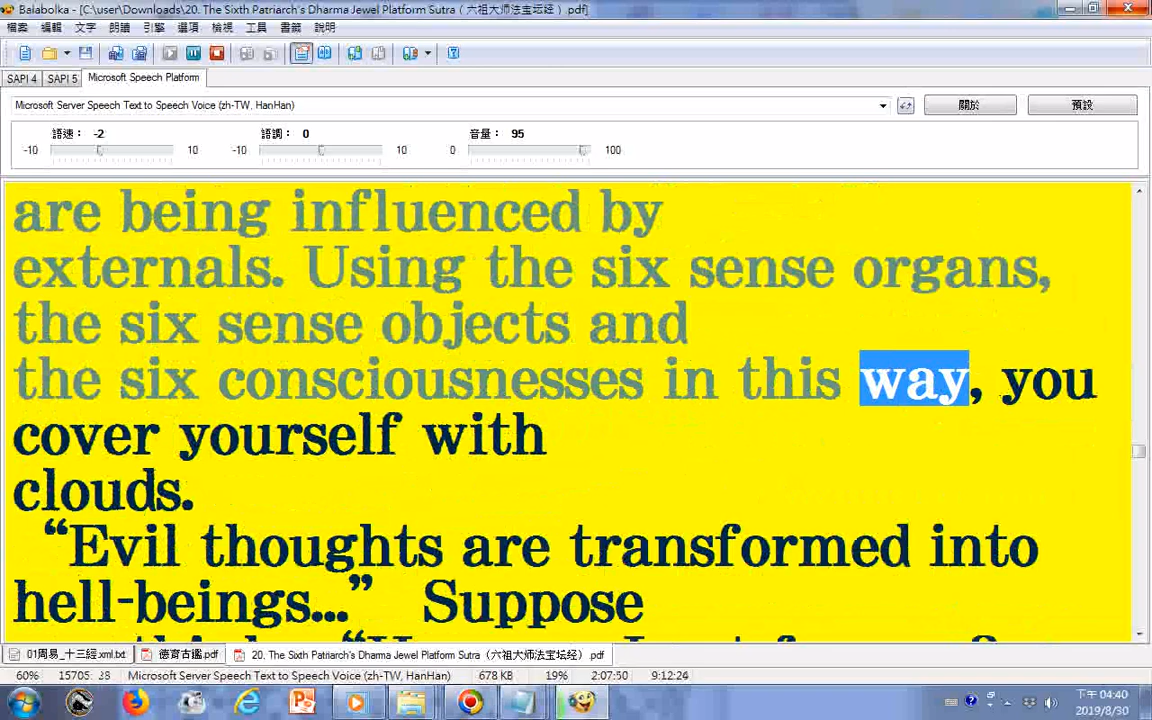 Balabolka - [C:\user\Downloads\20. The Sixth Patriarch's Dharma Jewel Platform Sutra（六祖大师法宝坛经）pdf]
檔案 編輯 文字 朗讀 引擎 選項 檢視 工具 書籤 說明
SAPI 4 SAPI 5 Microsoft Speech Platform
Microsoft Server Speech Text to Speech Voice (zh-TW, HanHan) 關於 預設
語速： -2 語調： 0 音量： 95
-10 10 -10 10 0 100
are being influenced by
externals. Using the six sense organs,
the six sense objects and
the six consciousnesses in this way, you
cover yourself with
clouds.
“Evil thoughts are transformed into
hell-beings...” Suppose
01周易_十三經.xml.txt 德育古鑑.pdf 20. The Sixth Patriarch's Dharma Jewel Platform Sutra（六祖大师法宝坛经）pdf
60% Microsoft Server Speech Text to Speech Voice (zh-TW, HanHan) 678 KB 19% 2:07:50 9:12:24
下午 04:40
2019/8/30